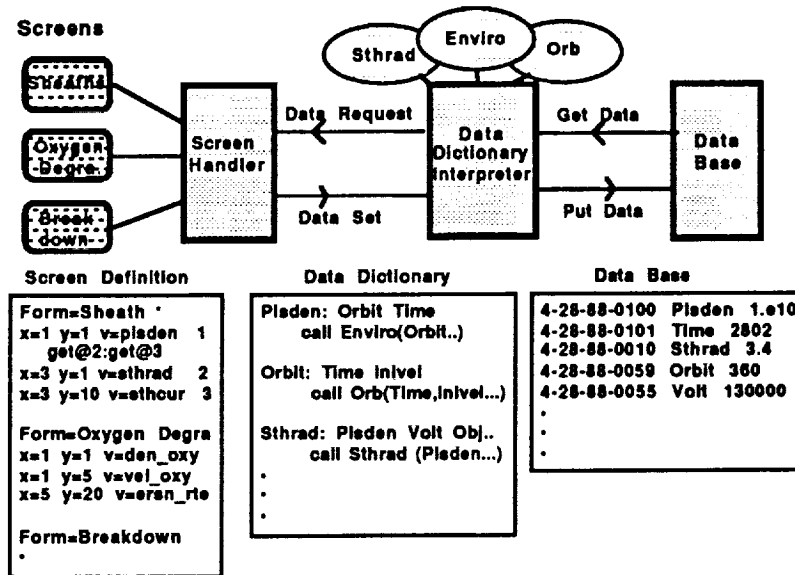 Screens
Sheaths
Oxygen
Degra.
Break
down
Screen
Handler
Data Request
Data Set
Sthrad
Enviro
Orb
Data
Dictionary
Interpreter
Get Data
Put Data
Data
Base
Screen Definition
Form=Sheath
x=1 y=1 v=plsden 1
get@2:get@3
x=3 y=1 v=sthrad 2
x=3 y=10 v=sthcur 3
Form=Oxygen Degra
x=1 y=1 v=den_oxy
x=1 y=5 v=vel_oxy
x=5 y=20 v=ersn_rte
Form=Breakdown
.
Data Dictionary
Plsden: Orbit Time
call Enviro(Orbit..)
Orbit: Time Inivel
call Orb(Time,Inivel...)
Sthrad: Plsden Volt Obj..
call Sthrad (Plsden...)
.
.
.
Data Base
4-28-88-0100 Plsden 1.e10
4-28-88-0101 Time 2802
4-28-88-0010 Sthrad 3.4
4-28-88-0059 Orbit 360
4-28-88-0055 Volt 130000
.
.
.